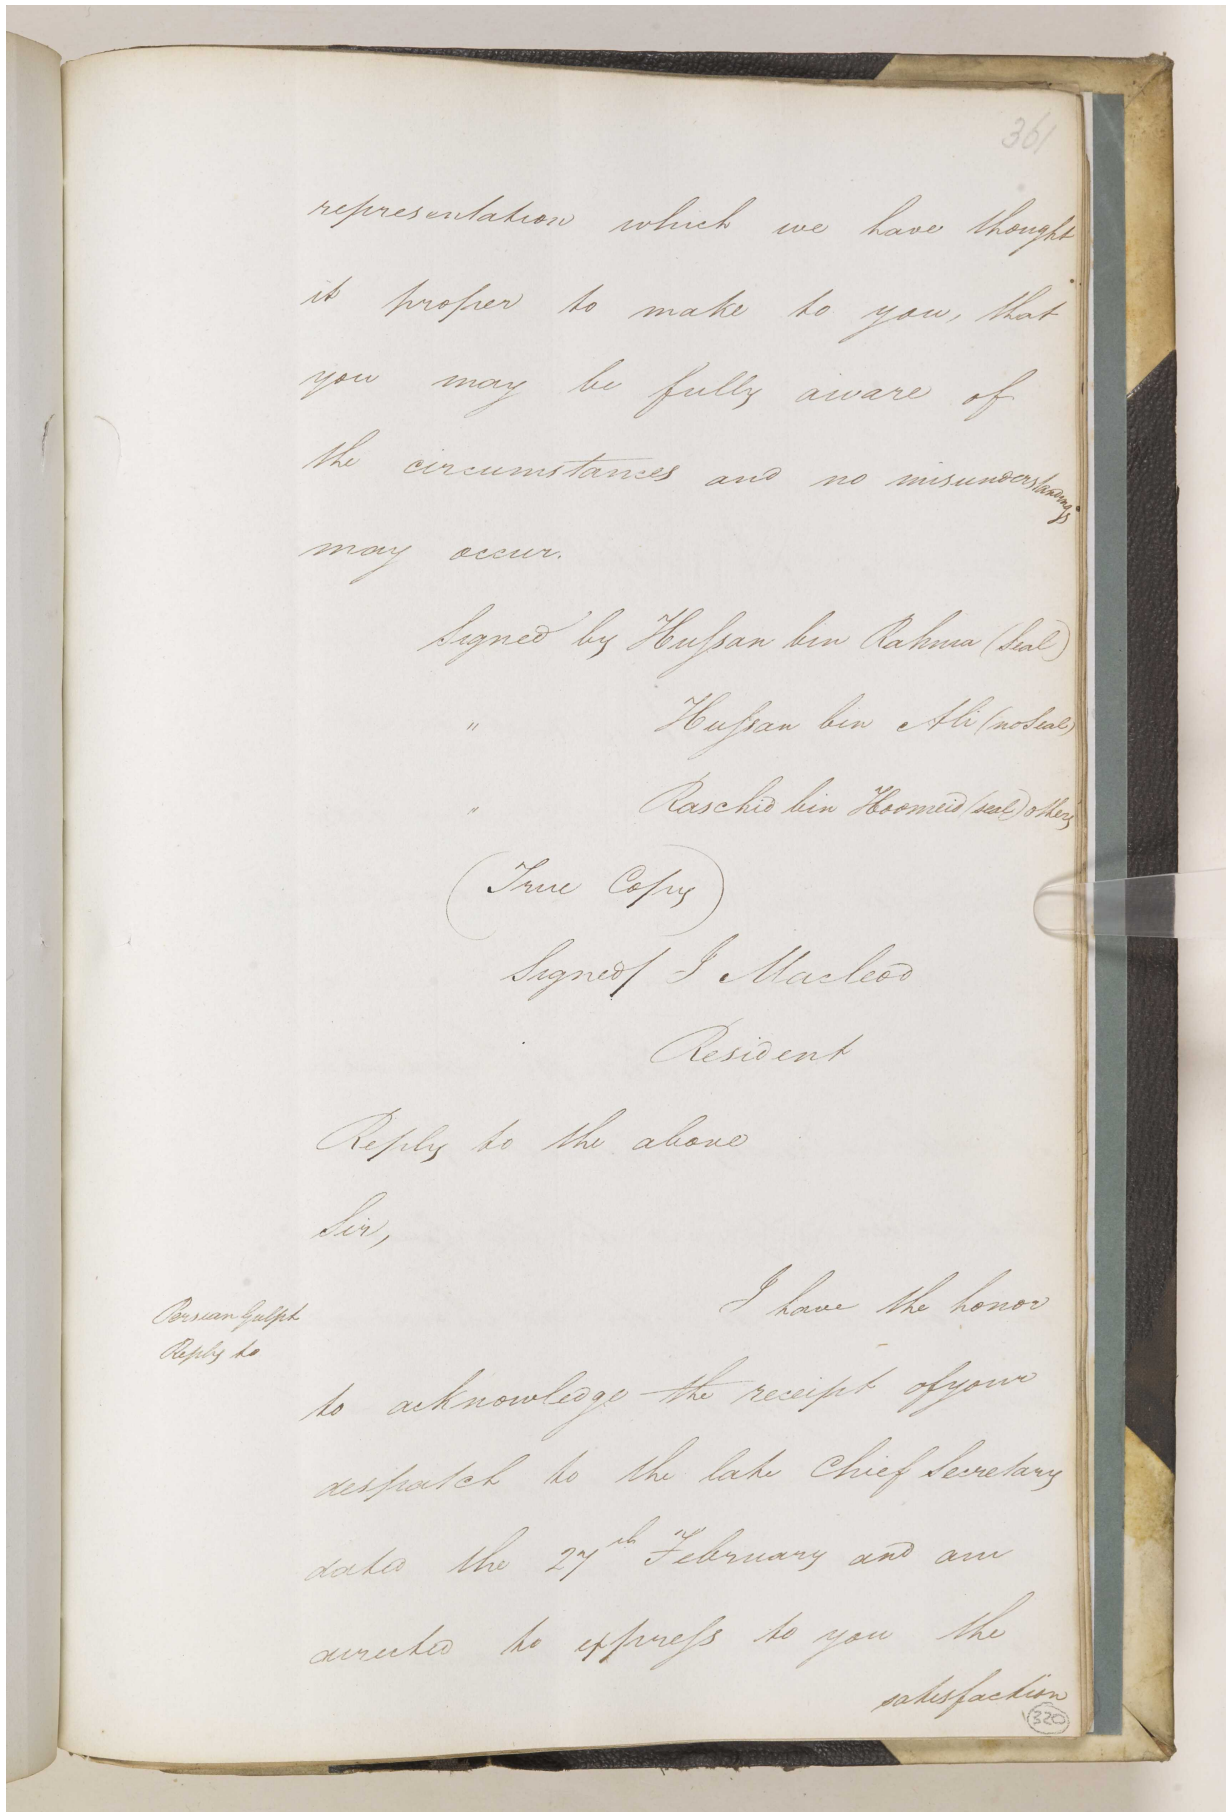 361
representation which we have thought
it proper to make to you, that
you may be fully aware of
the circumstances and no misunderstandings
may occur.
Signed by Hussan bin Rahma (Seal)
" Hussan bin Ali (no Seal)
" Raschid bin Hoomeid (seal) others
(True Copy)
Signed/ J Macleod
Resident
Reply to the above
Sir,
I have the honor
Persian Gulph
Reply to
to acknowledge the receipt of your
despatch to the late Chief Secretary
dated the 27th February and am
directed to express to you the
satisfaction
320